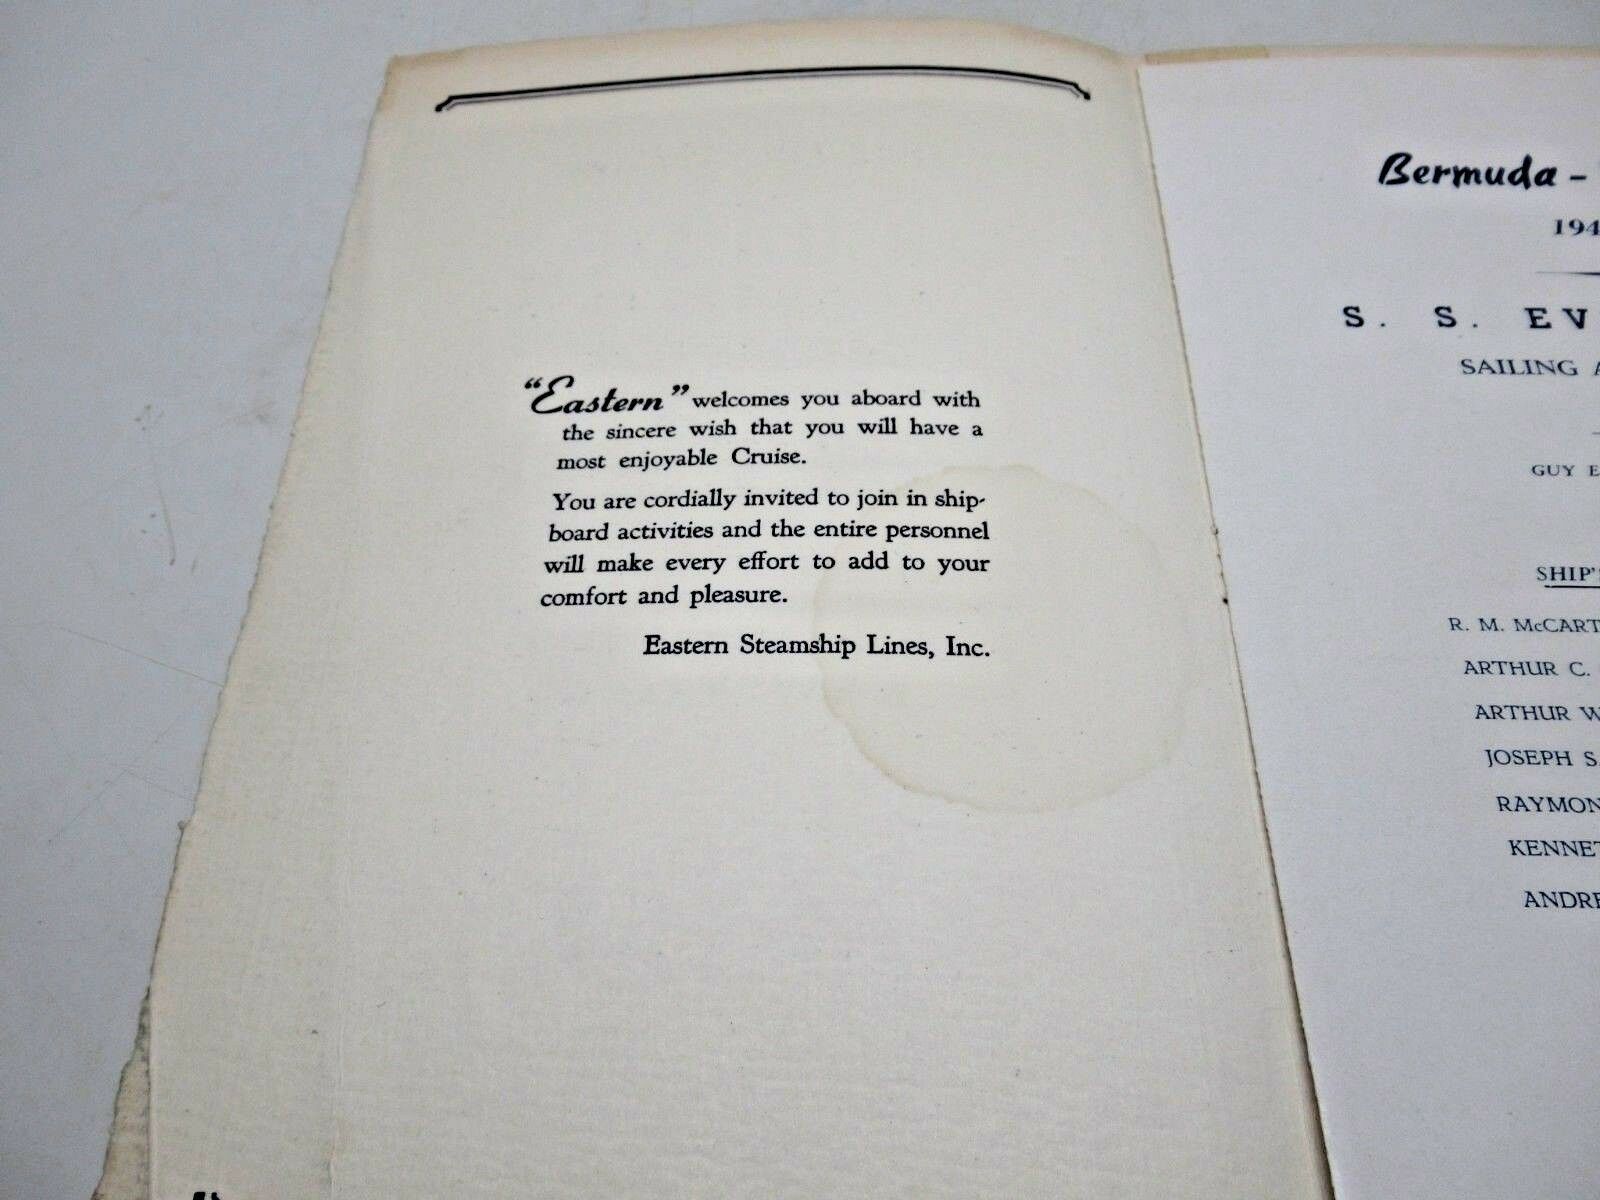 "Eastern" welcomes you aboard with
the sincere wish that you will have a
most enjoyable Cruise.
You are cordially invited to join in ship-
board activities and the entire personnel
will make every effort to add to your
comfort and pleasure.
Eastern Steamship Lines, Inc.
Bermuda -
194
S. S. EV
SAILING A
GUY E
SHIP'S
R. M. McCART
ARTHUR C.
ARTHUR W
JOSEPH S.
RAYMON
KENNET
ANDRE